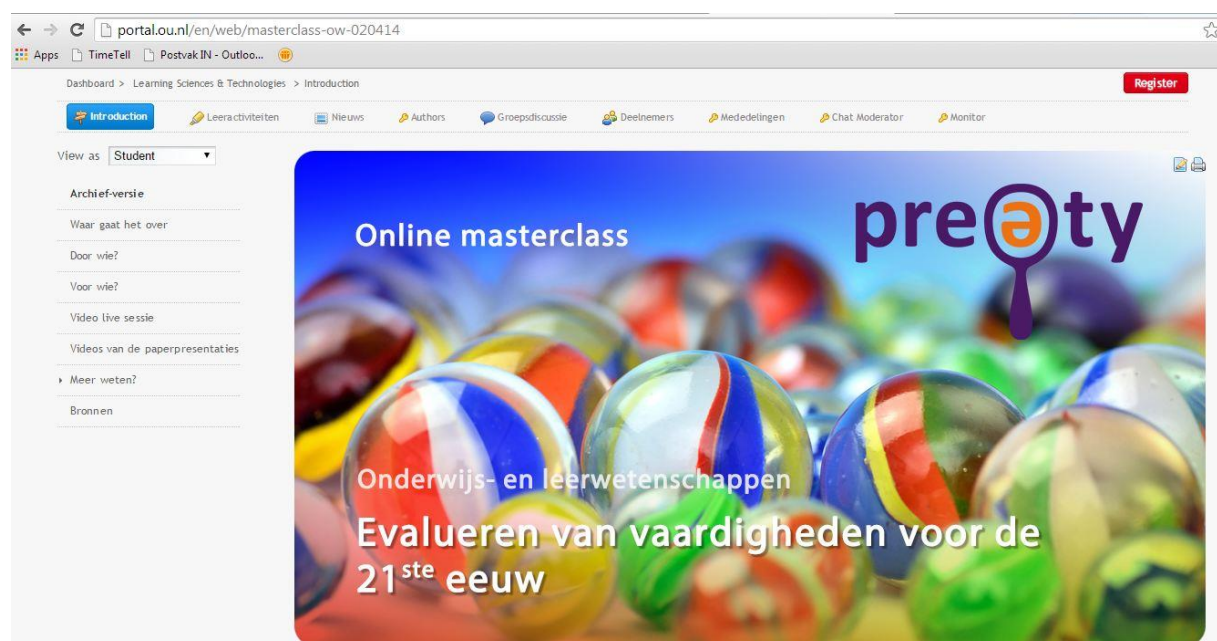 portal.ou.nl/en/web/masterclass-ow-020414
Apps TimeTell Postvak IN - Outloo...
Dashboard > Learning Sciences & Technologies > Introduction
Register
Introduction Leeractiviteiten Nieuws Authors Groepsdiscussie Deelnemers Mededelingen Chat Moderator Monitor
View as Student
Archief-versie
Waar gaat het over
Door wie?
Voor wie?
Video live sessie
Videos van de paperpresentaties
Meer weten?
Bronnen
preəty
Online masterclass
Onderwijs- en leerwetenschappen
Evalueren van vaardigheden voor de
21ste eeuw